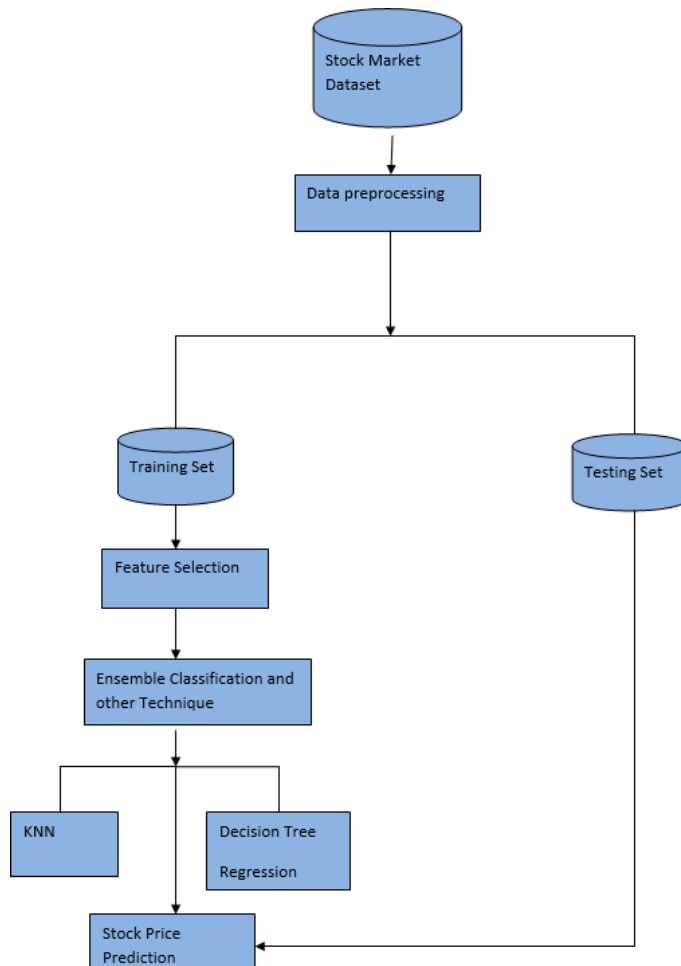 Stock Market
Dataset
Data preprocessing
Training Set
Testing Set
Feature Selection
Ensemble Classification and
other Technique
KNN
Decision Tree
Regression
Stock Price
Prediction